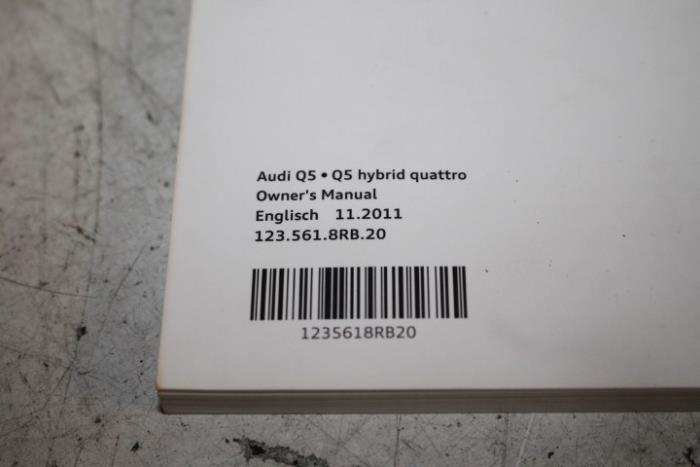 Audi Q5 • Q5 hybrid quattro
Owner's Manual
Englisch 11.2011
123.561.8RB.20
1235618RB20